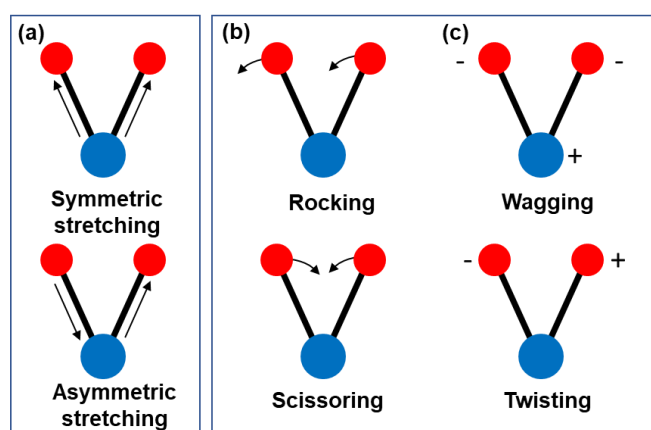 (a)
Symmetric
stretching
Asymmetric
stretching
(b)
Rocking
Scissoring
(c)
- -
+
Wagging
- +
Twisting